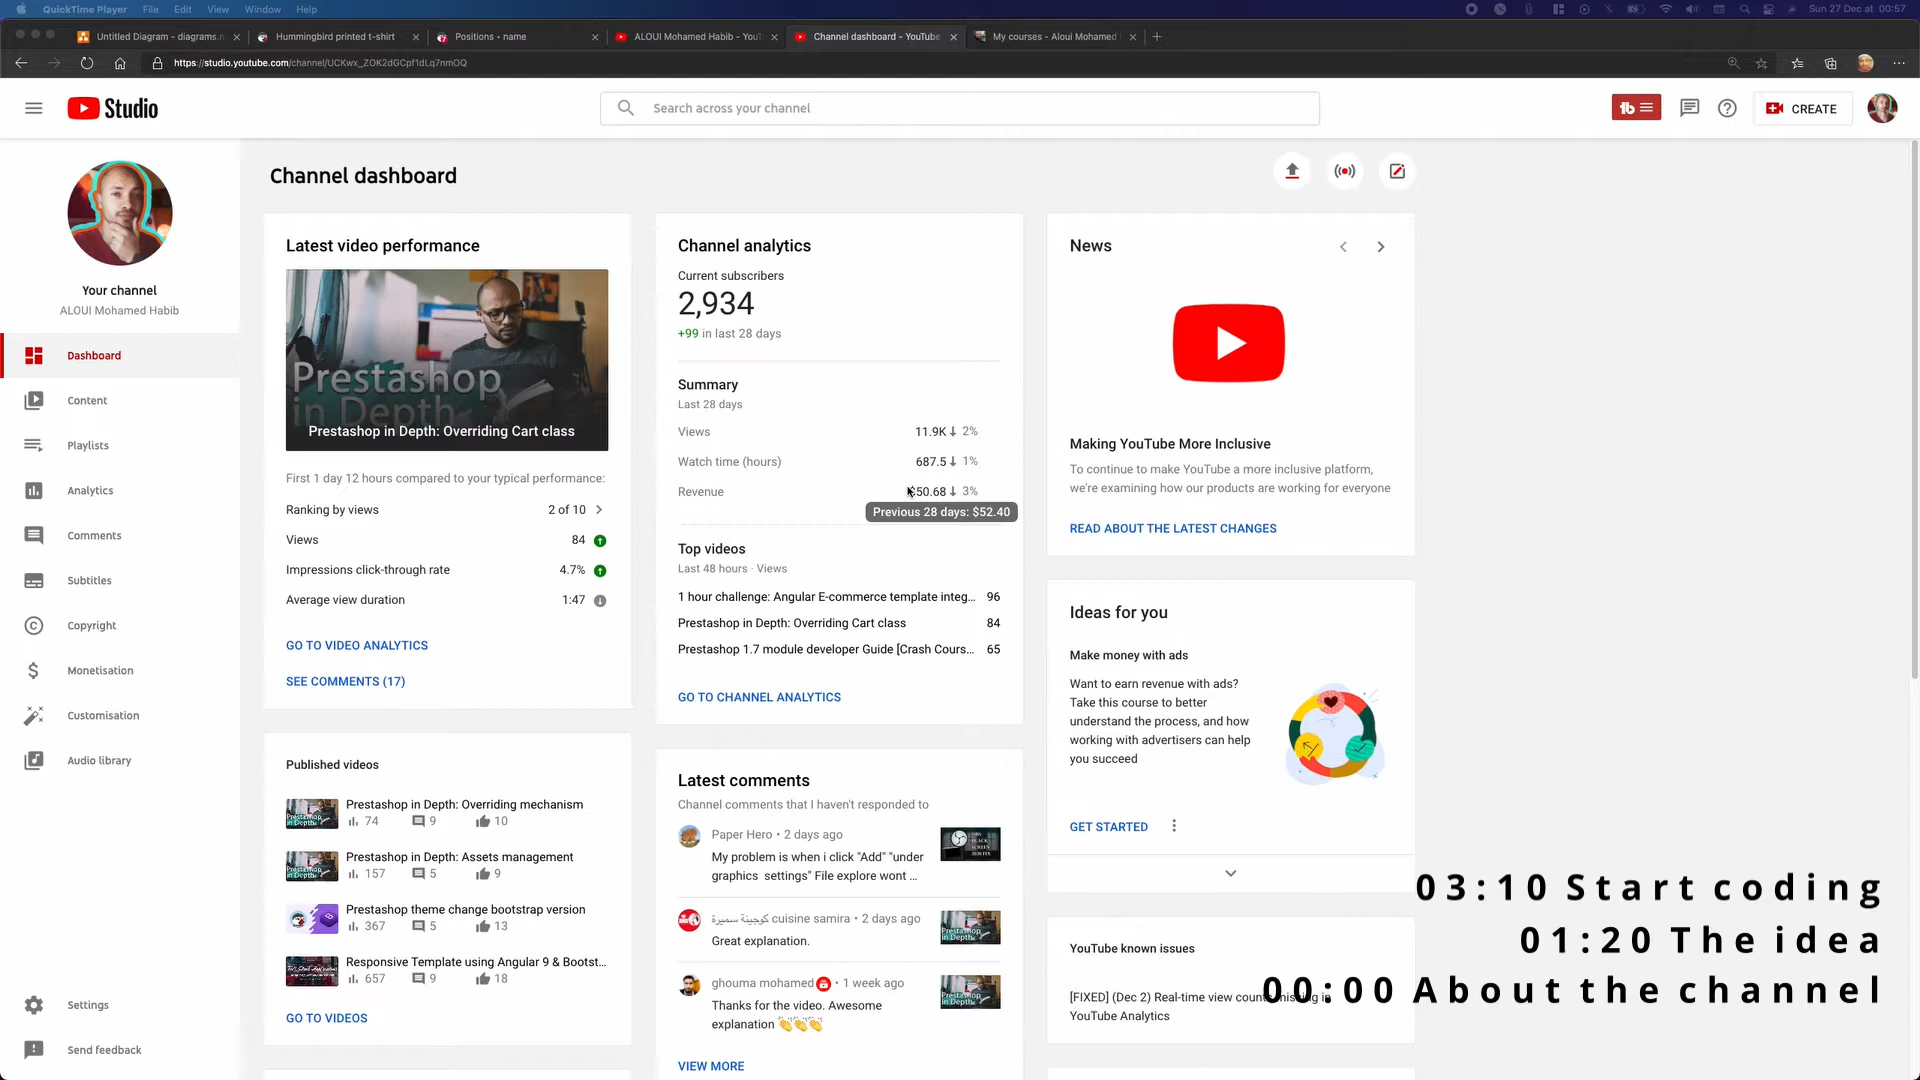 QuickTime Player File Edit View Window Help
Sun 27 Dec at 00:57
Untitled Diagram - diagrams.n
Hummingbird printed t-shirt
Positions • name
ALOUI Mohamed Habib - YouT
Channel dashboard - YouTube
My courses - Aloui Mohamed
https://studio.youtube.com/channel/UCKwx_ZOK2dGCpf1dLq7nmOQ
Studio
Search across your channel
CREATE
Your channel
ALOUI Mohamed Habib
Dashboard
Content
Playlists
Analytics
Comments
Subtitles
Copyright
Monetisation
Customisation
Audio library
Settings
Send feedback
Channel dashboard
Latest video performance
Prestashop
in Depth
Prestashop in Depth: Overriding Cart class
First 1 day 12 hours compared to your typical performance:
Ranking by views 2 of 10
Views 84
Impressions click-through rate 4.7%
Average view duration 1:47
GO TO VIDEO ANALYTICS
SEE COMMENTS (17)
Published videos
Prestashop in Depth: Overriding mechanism
74 9 10
Prestashop in Depth: Assets management
157 5 9
Prestashop theme change bootstrap version
367 5 13
Responsive Template using Angular 9 & Bootst...
657 9 18
GO TO VIDEOS
Channel analytics
Current subscribers
2,934
+99 in last 28 days
Summary
Last 28 days
Views 11.9K 2%
Watch time (hours) 687.5 1%
Revenue $50.68 3%
Previous 28 days: $52.40
Top videos
Last 48 hours · Views
1 hour challenge: Angular E-commerce template integ... 96
Prestashop in Depth: Overriding Cart class 84
Prestashop 1.7 module developer Guide [Crash Cours... 65
GO TO CHANNEL ANALYTICS
Latest comments
Channel comments that I haven't responded to
Paper Hero • 2 days ago
My problem is when i click "Add" "under
graphics settings" File explore wont ...
كوجينة سميرة cuisine samira • 2 days ago
Great explanation.
ghouma mohamed • 1 week ago
Thanks for the video. Awesome
explanation 👏👏👏
VIEW MORE
News
Making YouTube More Inclusive
To continue to make YouTube a more inclusive platform,
we're examining how our products are working for everyone
READ ABOUT THE LATEST CHANGES
Ideas for you
Make money with ads
Want to earn revenue with ads?
Take this course to better
understand the process, and how
working with advertisers can help
you succeed
GET STARTED
YouTube known issues
[FIXED] (Dec 2) Real-time view counts missing in
YouTube Analytics
03:10 Start coding
01:20 The idea
00:00 About the channel